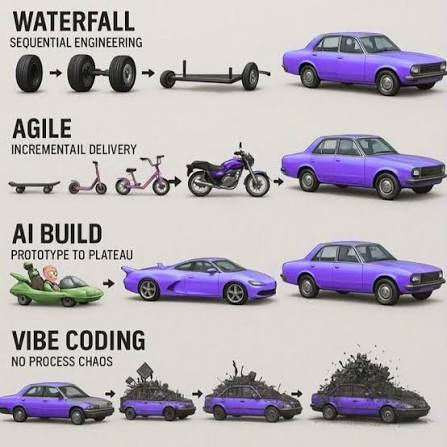 WATERFALL
SEQUENTIAL ENGINEERING
AGILE
INCREMENTAIL DELIVERY
AI BUILD
PROTOTYPE TO PLATEAU
VIBE CODING
NO PROCESS CHAOS